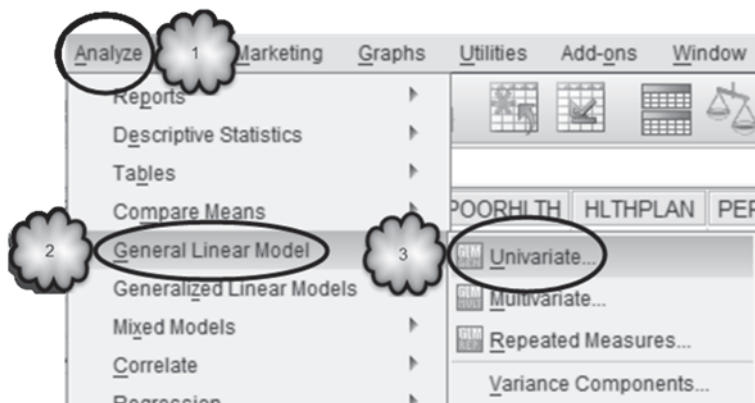 Analyze 1 Marketing Graphs Utilities Add-ons Window
Reports
Descriptive Statistics
Tables
Compare Means
POORHLTH HLTHPLAN
2 General Linear Model 3 Univariate...
Generalized Linear Models Multivariate...
Mixed Models Repeated Measures...
Correlate
Variance Components...
Regression